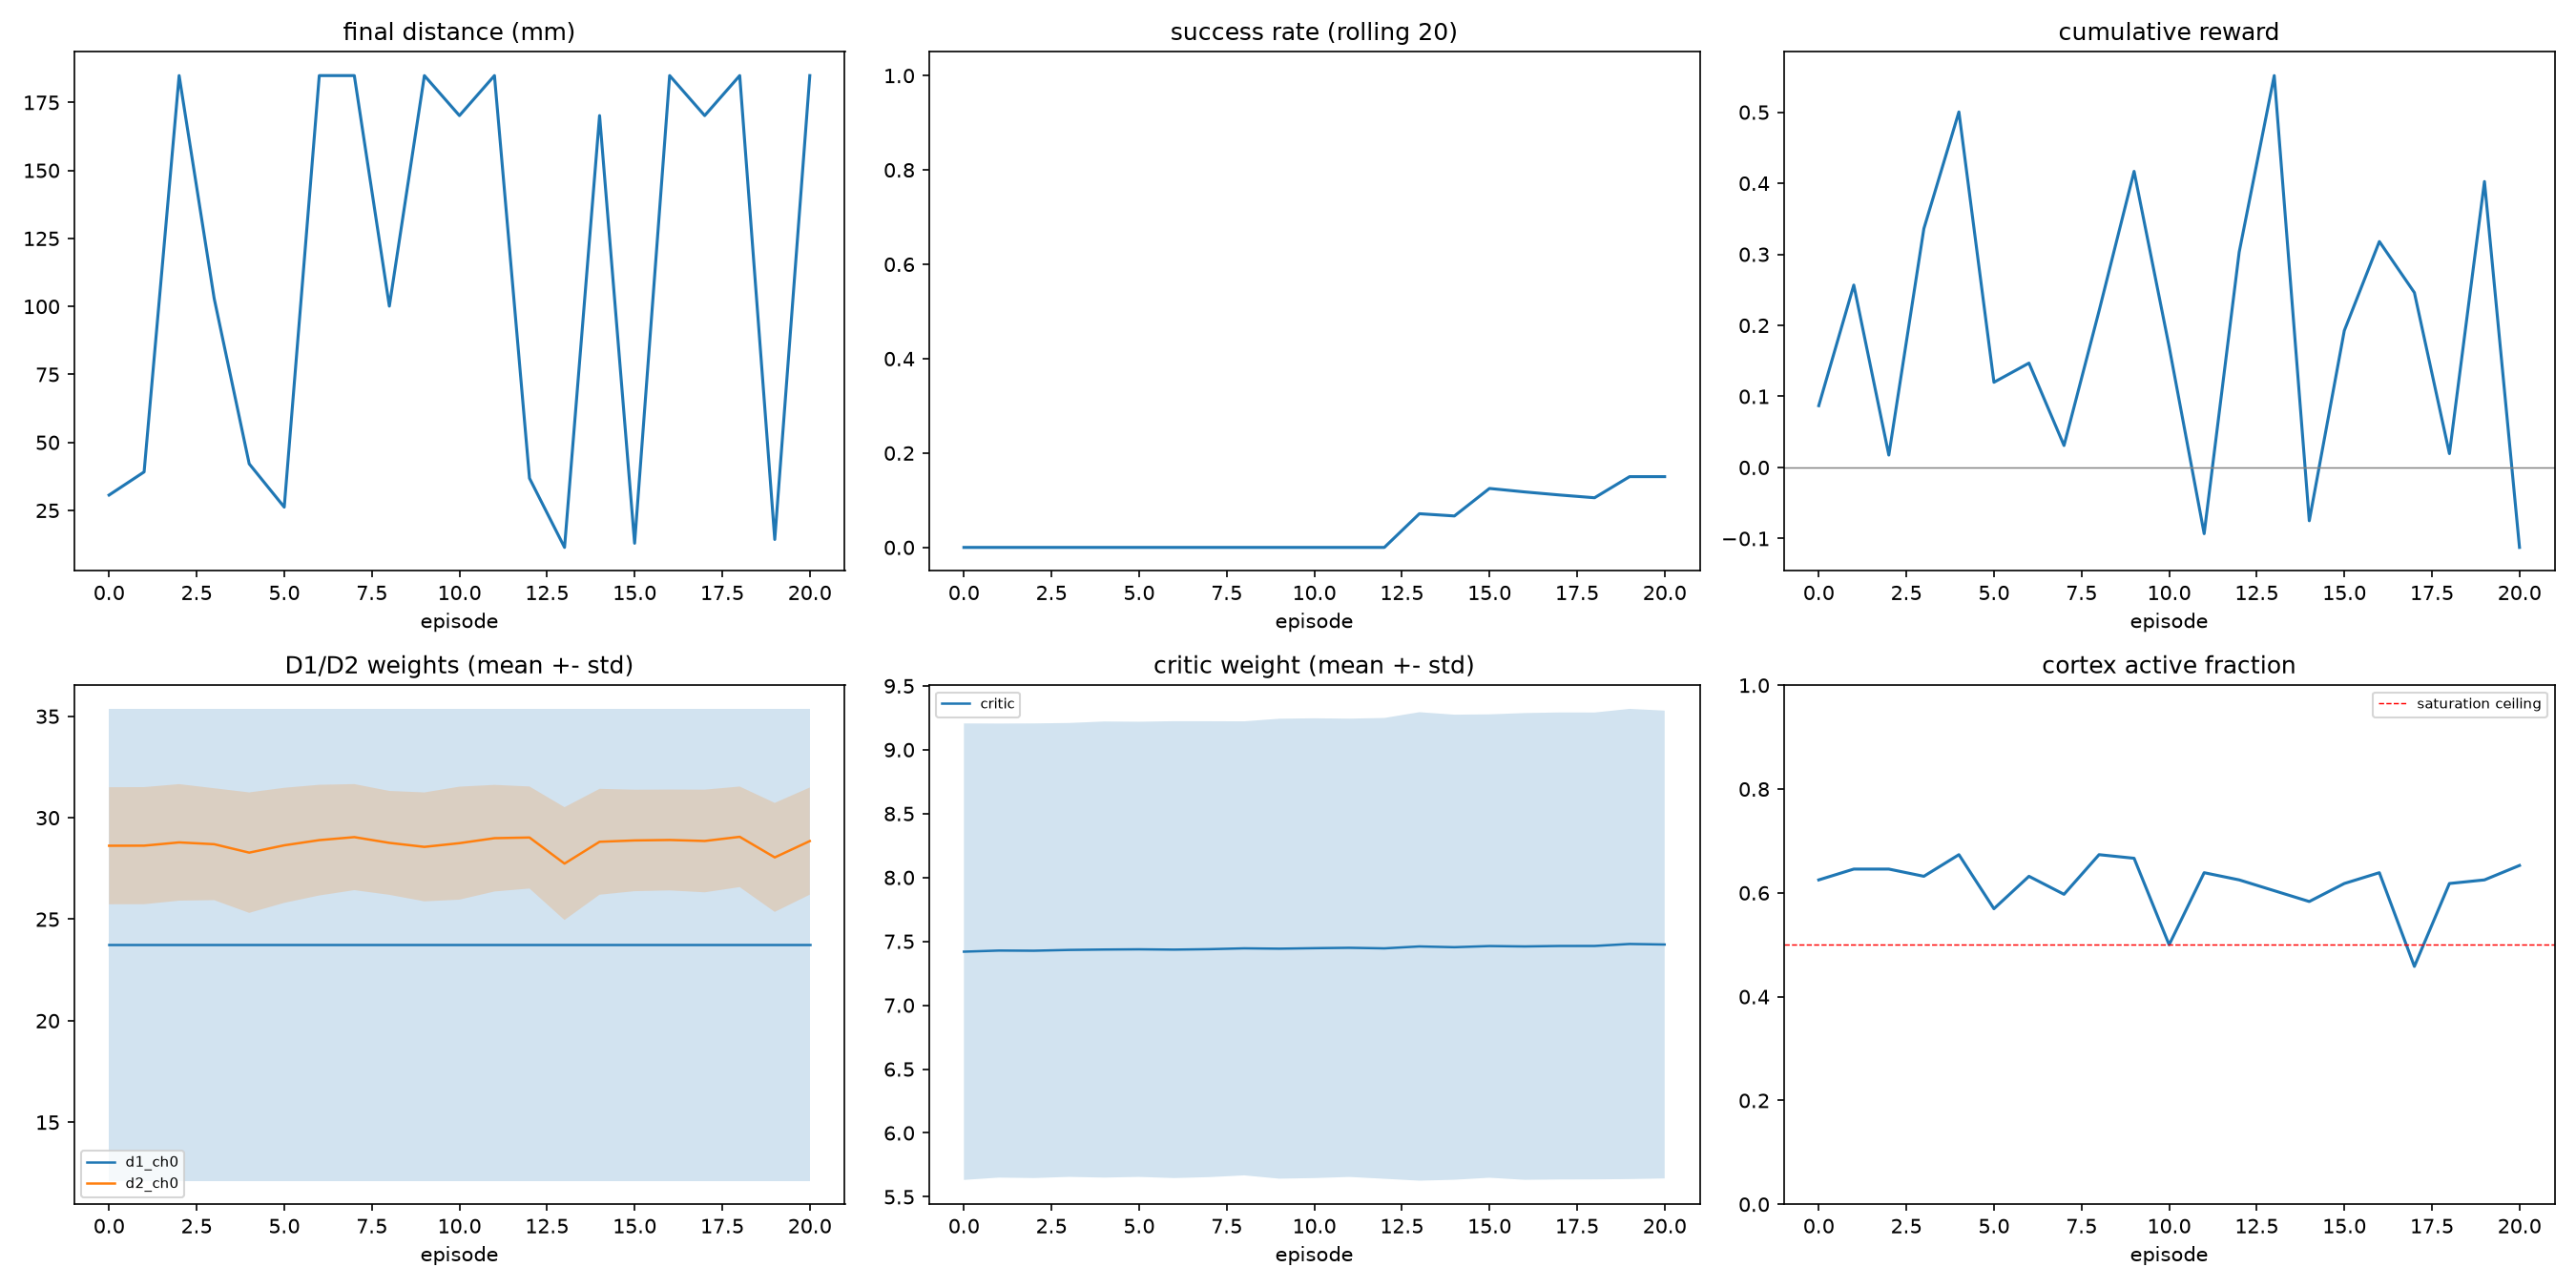 final distance (mm)
175
150
125
100
75
50
25
0.0 2.5 5.0 7.5 10.0 12.5 15.0 17.5 20.0
episode
success rate (rolling 20)
1.0
0.8
0.6
0.4
0.2
0.0
0.0 2.5 5.0 7.5 10.0 12.5 15.0 17.5 20.0
episode
cumulative reward
0.5
0.4
0.3
0.2
0.1
0.0
−0.1
0.0 2.5 5.0 7.5 10.0 12.5 15.0 17.5 20.0
episode
D1/D2 weights (mean +- std)
35
30
25
20
15
d1_ch0
d2_ch0
0.0 2.5 5.0 7.5 10.0 12.5 15.0 17.5 20.0
episode
critic weight (mean +- std)
critic
9.5
9.0
8.5
8.0
7.5
7.0
6.5
6.0
5.5
0.0 2.5 5.0 7.5 10.0 12.5 15.0 17.5 20.0
episode
cortex active fraction
saturation ceiling
1.0
0.8
0.6
0.4
0.2
0.0
0.0 2.5 5.0 7.5 10.0 12.5 15.0 17.5 20.0
episode